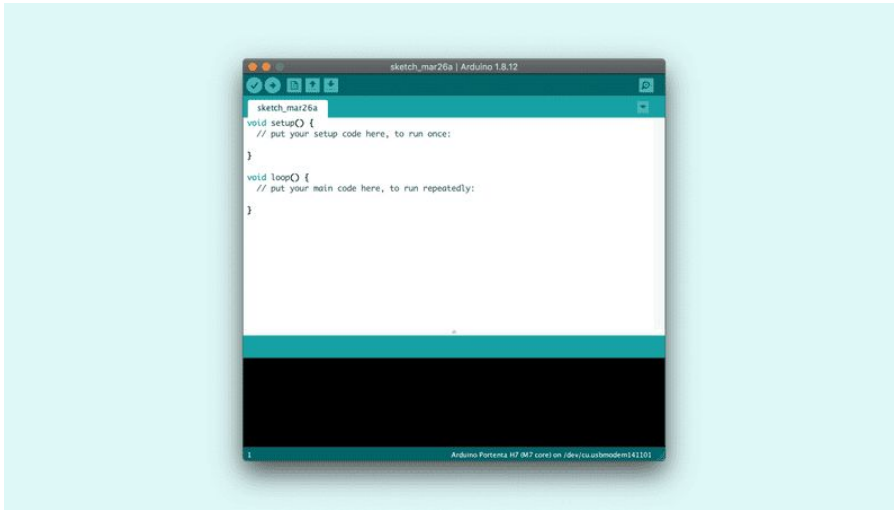 sketch_mar26a | Arduino 1.8.12
sketch_mar26a
void setup() {
// put your setup code here, to run once:
}
void loop() {
// put your main code here, to run repeatedly:
}
1
Arduino Portenta H7 (M7 core) on /dev/cu.usbmodem141101